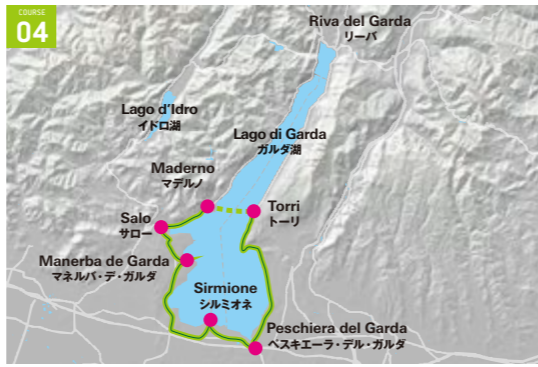 COURSE
04
Riva del Garda
リーバ
Lago d'Idro
イドロ湖
Lago di Garda
ガルダ湖
Maderno
マデルノ
Torri
トーリ
Salo
サロー
Manerba de Garda
マネルバ・デ・ガルダ
Sirmione
シルミオネ
Peschiera del Garda
ペスキエーラ・デル・ガルダ